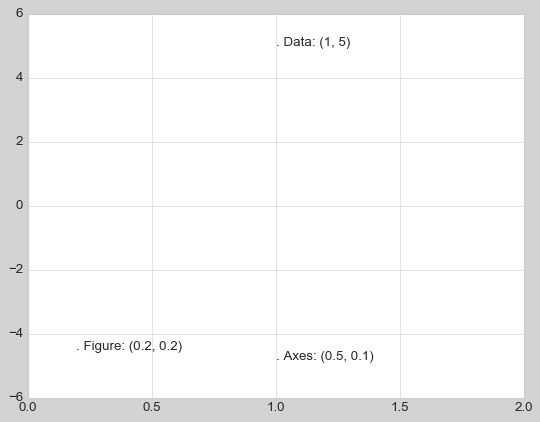 6
. Data: (1, 5)
4
2
0
−2
−4
. Figure: (0.2, 0.2)
. Axes: (0.5, 0.1)
−6
0.0 0.5 1.0 1.5 2.0